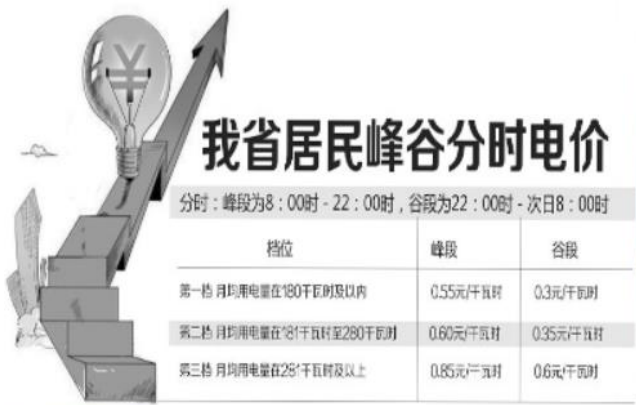 ¥
我省居民峰谷分时电价
分时：峰段为8：00时-22：00时，谷段为22：00时-次日8：00时
档位 峰段 谷段
第一档 月均用电量在180千瓦时及以内 0.55元/千瓦时 0.3元/千瓦时
第二档 月均用电量在181千瓦时至280千瓦时 0.60元/千瓦时 0.35元/千瓦时
第三档 月均用电量在281千瓦时及以上 0.85元/千瓦时 0.6元/千瓦时